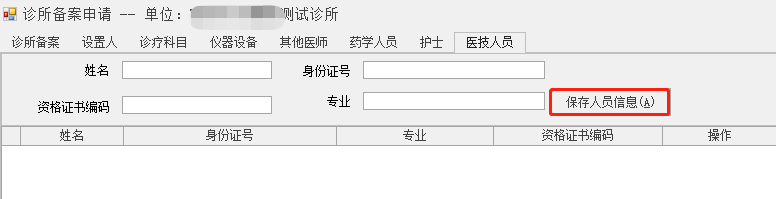 诊所备案申请 -- 单位: 测试诊所
诊所备案 设置人 诊疗科目 仪器设备 其他医师 药学人员 护士 医技人员
姓名 身份证号
资格证书编码 专业 保存人员信息(A)
姓名 身份证号 专业 资格证书编码 操作